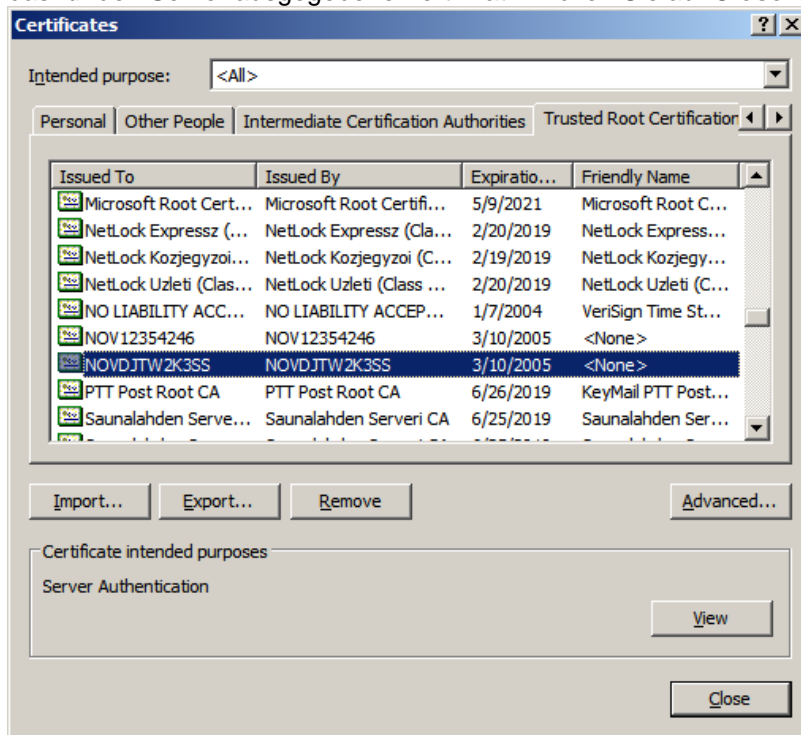 Certificates
Intended purpose: <All>
Personal Other People Intermediate Certification Authorities Trusted Root Certification
Issued To Issued By Expiratio... Friendly Name
Microsoft Root Cert... Microsoft Root Certifi... 5/9/2021 Microsoft Root C...
NetLock Expressz (... NetLock Expressz (Cla... 2/20/2019 NetLock Express...
NetLock Kozjegyzoi... NetLock Kozjegyzoi (C... 2/19/2019 NetLock Kozjegy...
NetLock Uzleti (Clas... NetLock Uzleti (Class ... 2/20/2019 NetLock Uzleti (C...
NO LIABILITY ACC... NO LIABILITY ACCEP... 1/7/2004 VeriSign Time St...
NOV12354246 NOV12354246 3/10/2005 <None>
NOVDJTW2K3SS NOVDJTW2K3SS 3/10/2005 <None>
PTT Post Root CA PTT Post Root CA 6/26/2019 KeyMail PTT Post...
Saunalahden Serve... Saunalahden Serveri CA 6/25/2019 Saunalahden Ser...
Import... Export... Remove Advanced...
Certificate intended purposes
Server Authentication
View
Close